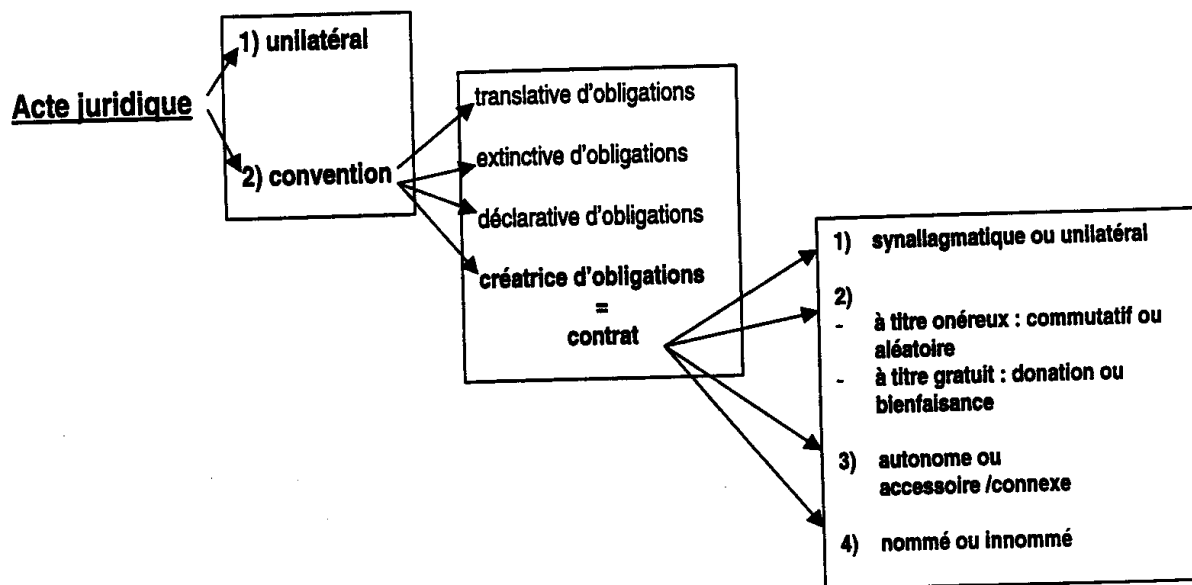 Acte juridique
1) unilatéral
2) convention
translative d'obligations
extinctive d'obligations
déclarative d'obligations
créatrice d'obligations
=
contrat
1) synallagmatique ou unilatéral
2)
- à titre onéreux : commutatif ou
aléatoire
- à titre gratuit : donation ou
bienfaisance
3) autonome ou
accessoire /connexe
4) nommé ou innommé